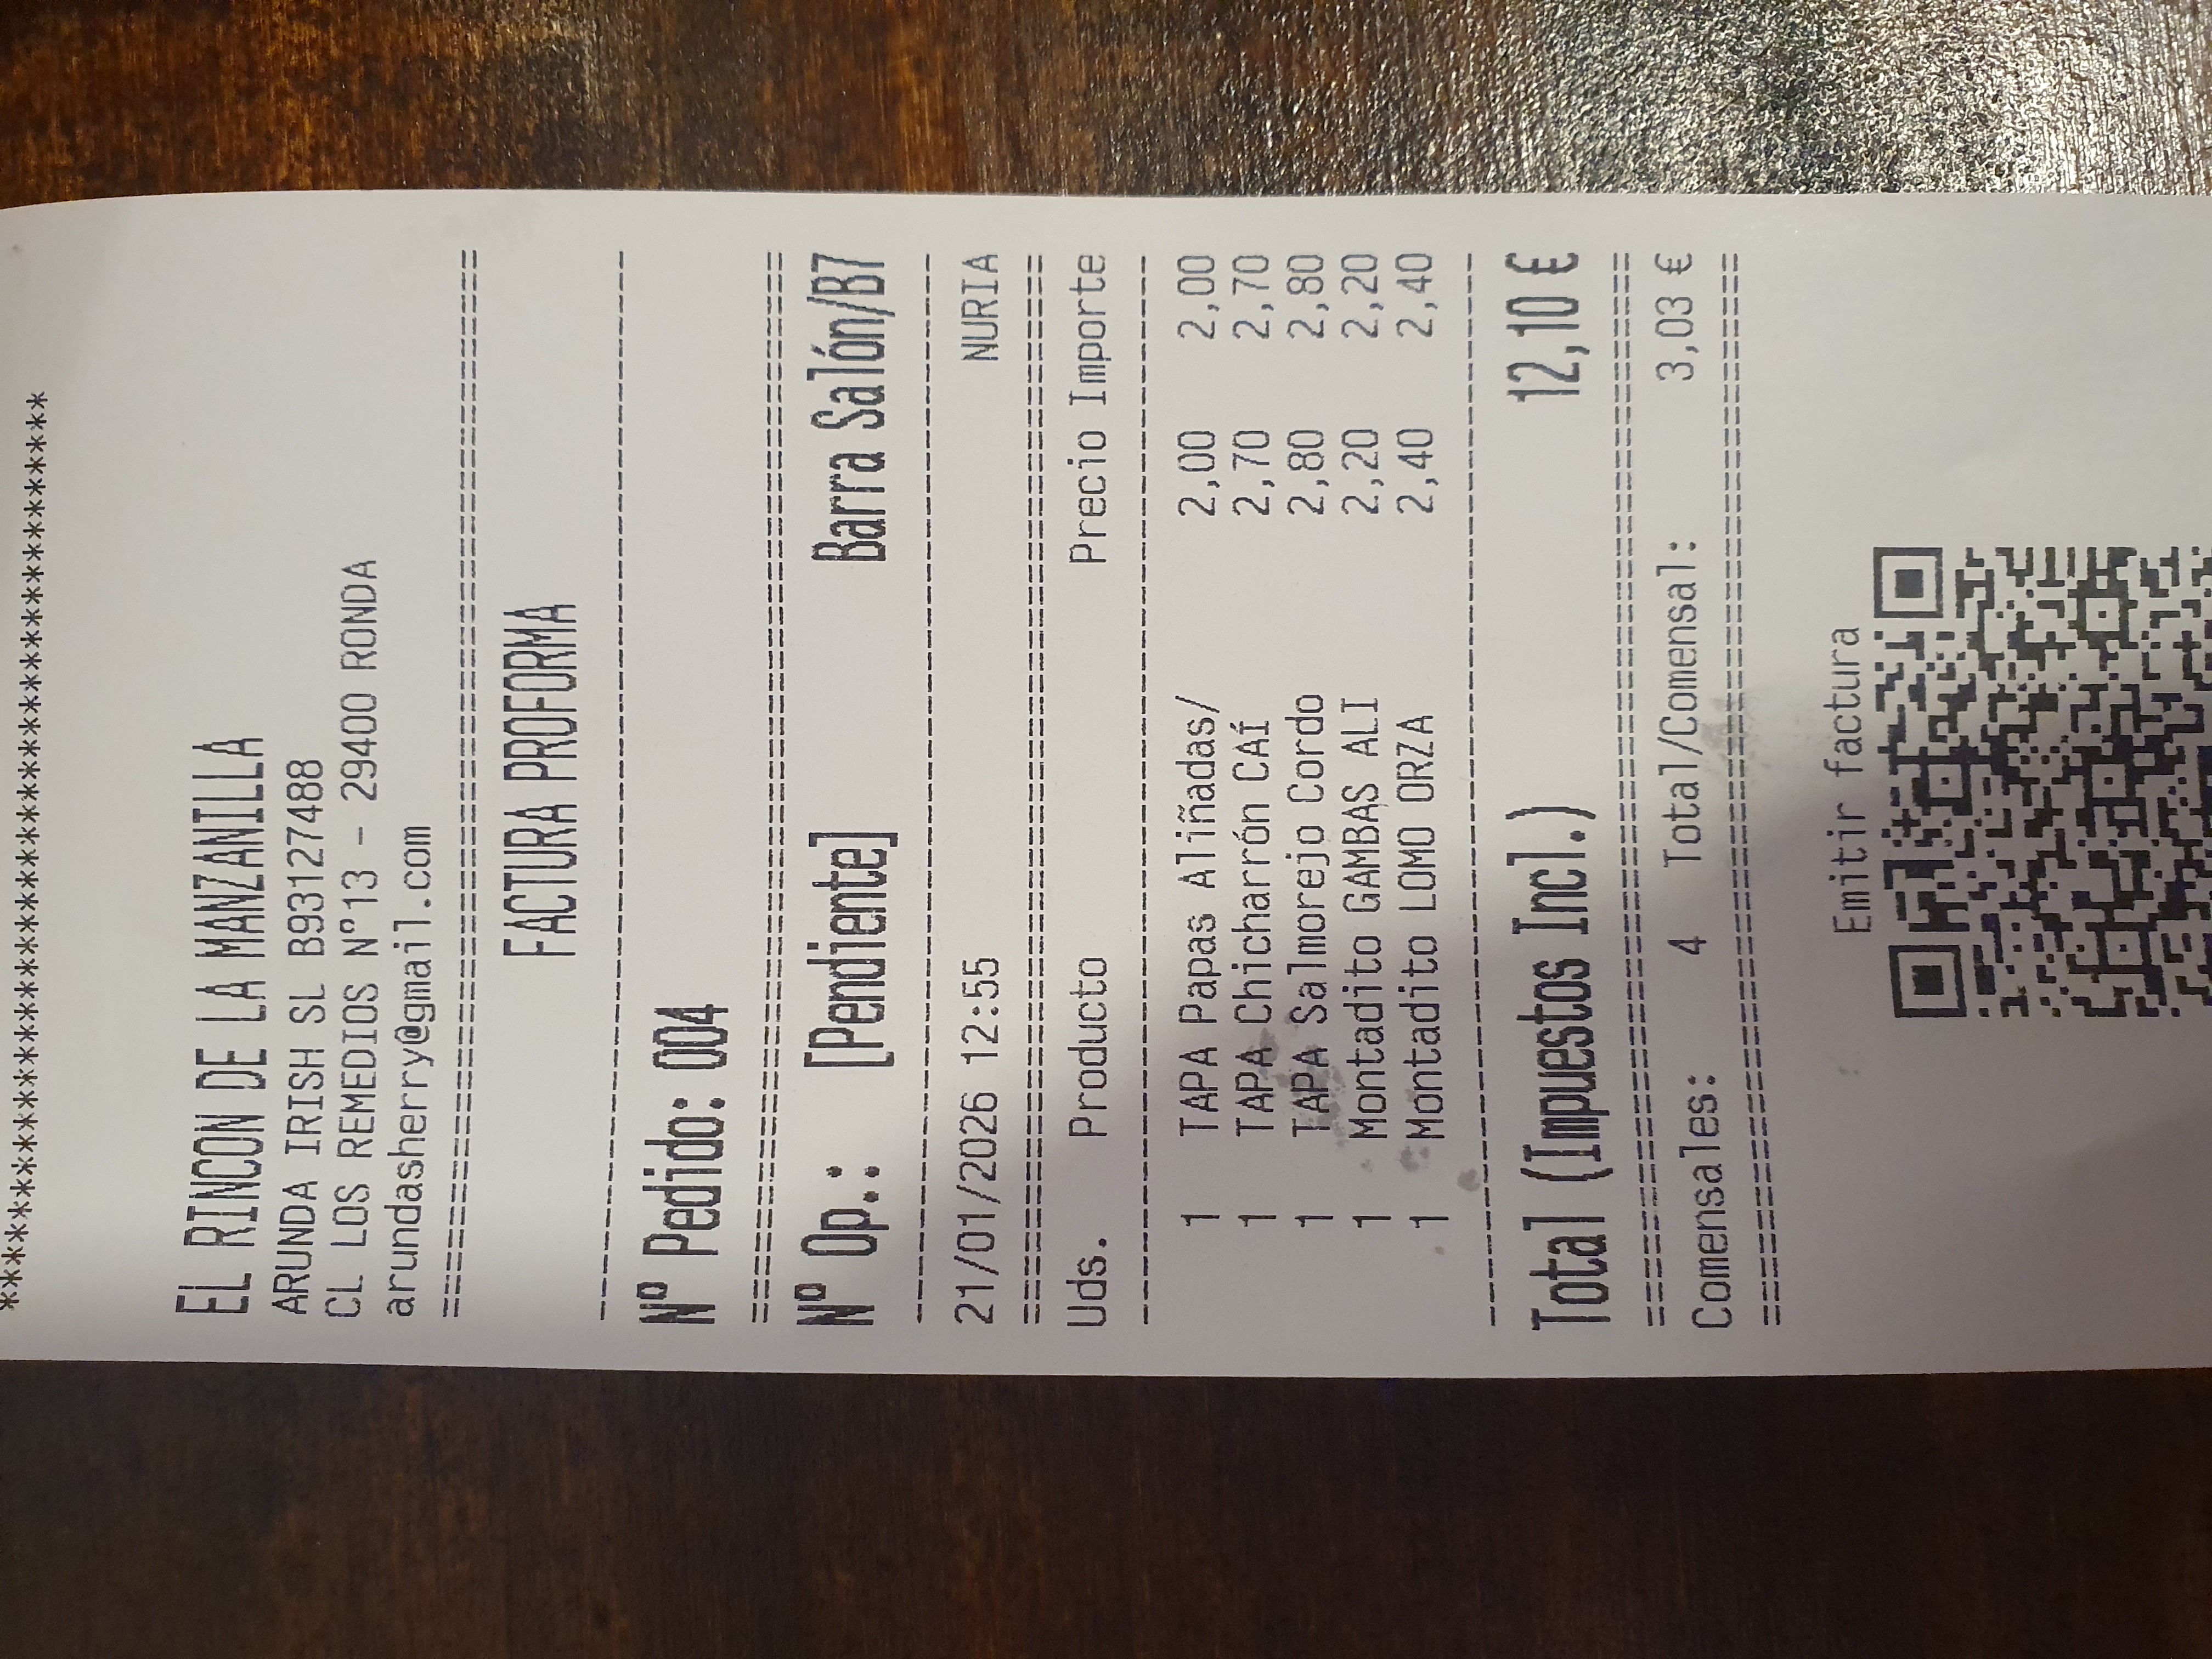 ******************************************
EL RINCON DE LA MANZANILLA
ARUNDA IRISH SL B93127488
CL LOS REMEDIOS Nº13 - 29400 RONDA
arundasherry@gmail.com
================================================
FACTURA PROFORMA
------------------------------------------------
Nº Pedido: 004
================================================
Nº Op.: [Pendiente] Barra Salón/B7
------------------------------------------------
21/01/2026 12:55 NURIA
================================================
Uds. Producto Precio Importe
------------------------------------------------
1 TAPA Papas Aliñadas/ 2,00 2,00
1 TAPA Chicharrón CAÍ 2,70 2,70
1 TAPA Salmorejo Cordo 2,80 2,80
1 Montadito GAMBAS ALI 2,20 2,20
1 Montadito LOMO ORZA 2,40 2,40
------------------------------------------------
Total (Impuestos Incl.) 12,10 €
================================================
Comensales: 4 Total/Comensal: 3,03 €
================================================
Emitir factura